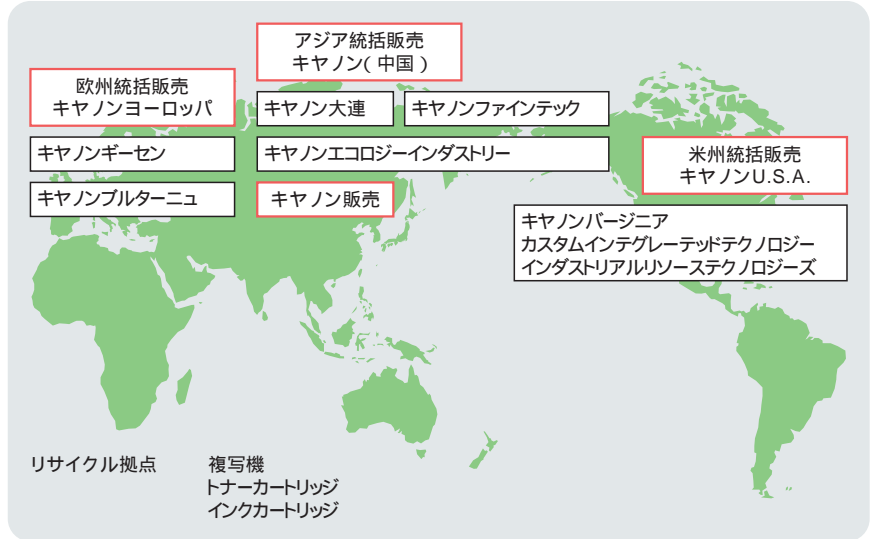 アジア統括販売
キヤノン(中国)
欧州統括販売
キヤノンヨーロッパ
キヤノン大連
キヤノンファインテック
キヤノンギーセン
キヤノンエコロジーインダストリー
米州統括販売
キヤノンU.S.A.
キヤノンブルターニュ
キヤノン販売
キヤノンバージニア
カスタムインテグレーテッドテクノロジー
インダストリアルリソーステクノロジーズ
リサイクル拠点
複写機
トナーカートリッジ
インクカートリッジ